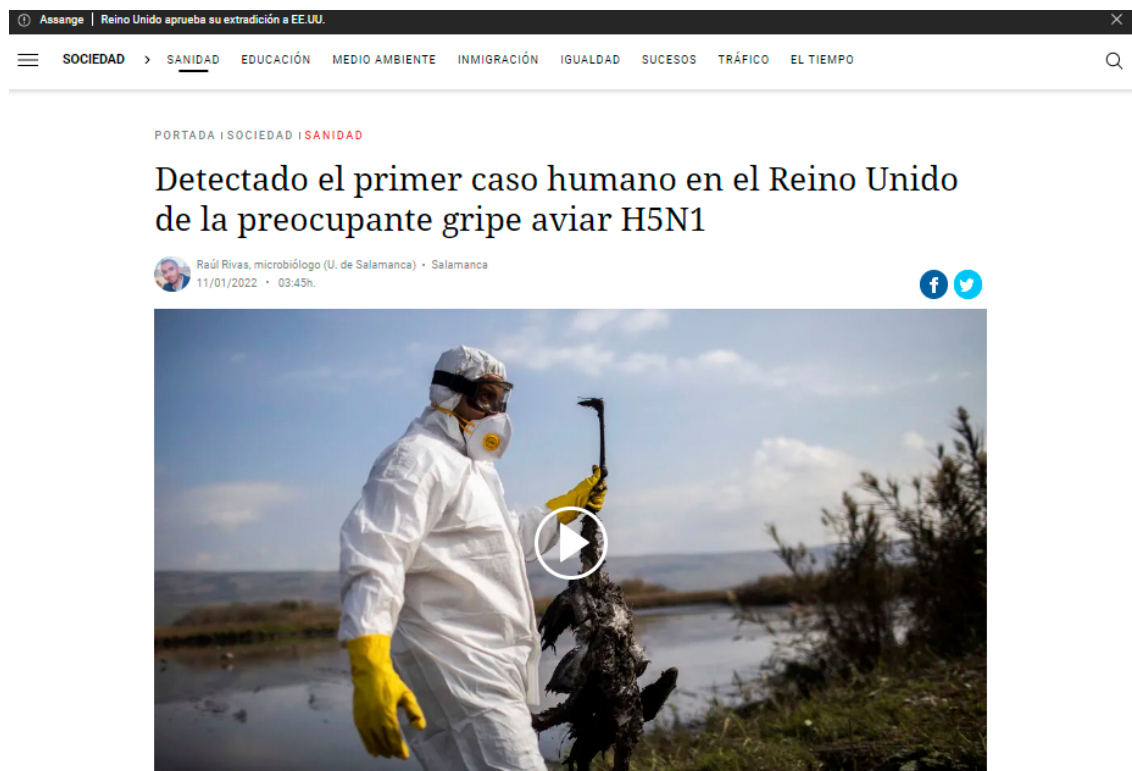 Assange | Reino Unido aprueba su extradición a EE.UU.
SOCIEDAD > SANIDAD EDUCACIÓN MEDIO AMBIENTE INMIGRACIÓN IGUALDAD SUCESOS TRÁFICO EL TIEMPO
PORTADA | SOCIEDAD | SANIDAD
Detectado el primer caso humano en el Reino Unido
de la preocupante gripe aviar H5N1
Raúl Rivas, microbiólogo (U. de Salamanca) • Salamanca
11/01/2022 • 03:45h.